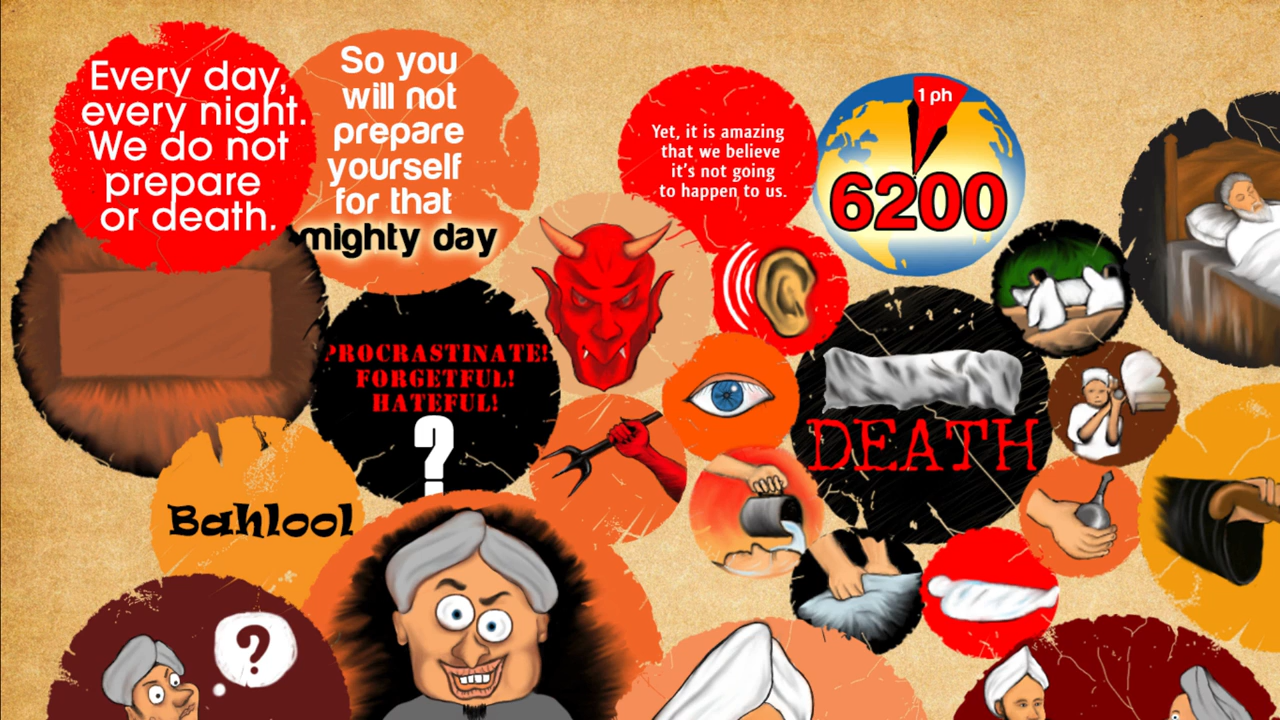 Every day,
every night.
We do not
prepare
or death.
So you
will not
prepare
yourself
for that
mighty day
Yet, it is amazing
that we believe
it's not going
to happen to us.
1 ph
6200
PROCRASTINATE!
FORGETFUL!
HATEFUL!
?
DEATH
Bahlool
?